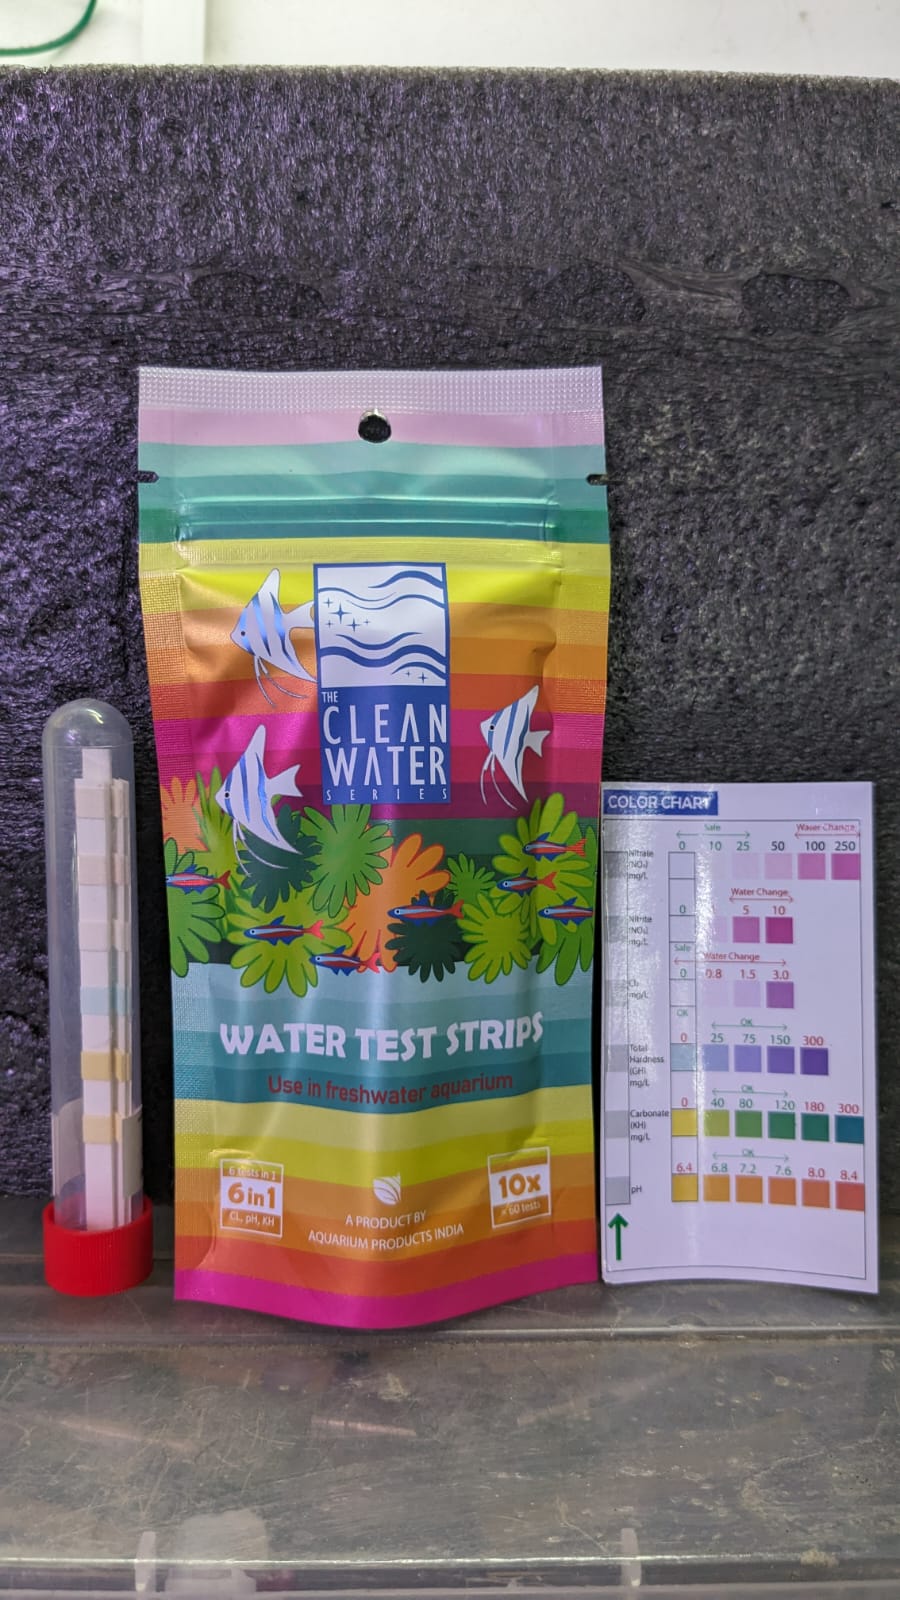 THE
CLEAN
WATER
SERIES
WATER TEST STRIPS
Use in freshwater aquarium
6 tests in 1
6in1
CL, pH, KH
A PRODUCT BY
AQUARIUM PRODUCTS INDIA
10x
60 tests
COLOR CHART
Safe Water Change
0 10 25 50 100 250
Nitrate
(NO₃)
mg/L
Water Change
0 5 10
Nitrite
mg/L
Safe
Water Change
0 0.8 1.5 3.0
mg/L
OK OK
0 25 75 150 300
Total
Hardness
(GH)
mg/L
OK
0 40 80 120 180 300
Carbonate
(KH)
mg/L
OK
6.4 6.8 7.2 7.6 8.0 8.4
pH